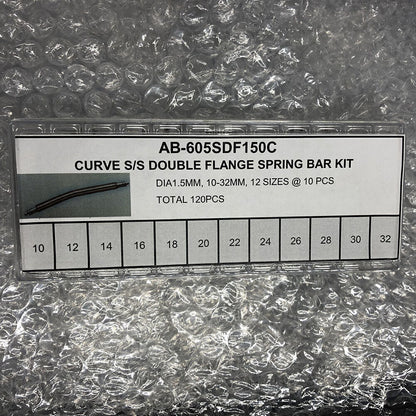 AB-605SDF150C
CURVE S/S DOUBLE FLANGE SPRING BAR KIT
DIA1.5MM, 10-32MM, 12 SIZES @ 10 PCS
TOTAL 120PCS
10 12 14 16 18 20 22 24 26 28 30 32